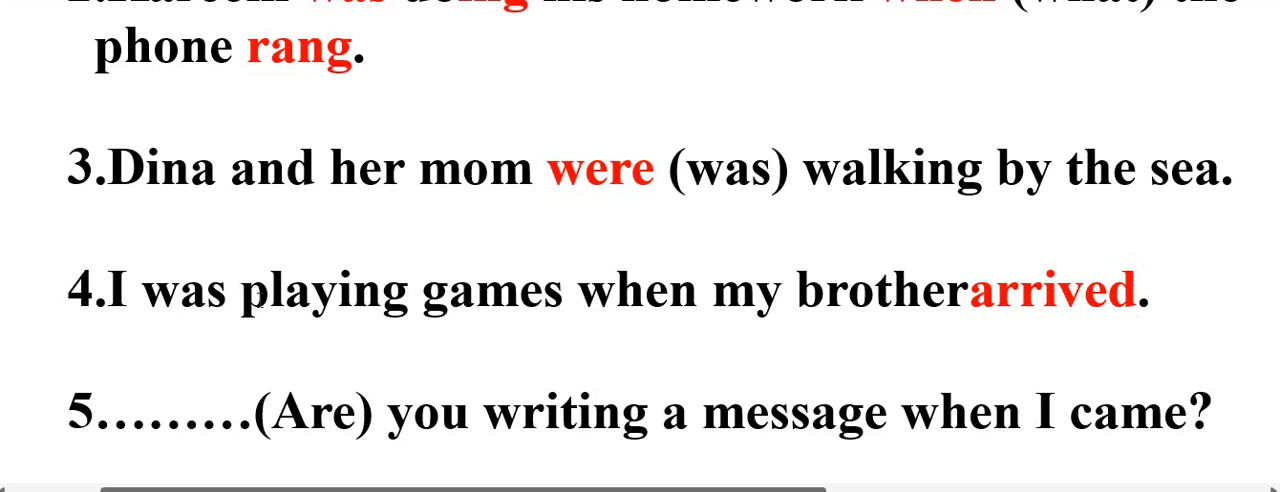 phone rang.
3.Dina and her mom were (was) walking by the sea.
4.I was playing games when my brotherarrived.
5.........(Are) you writing a message when I came?